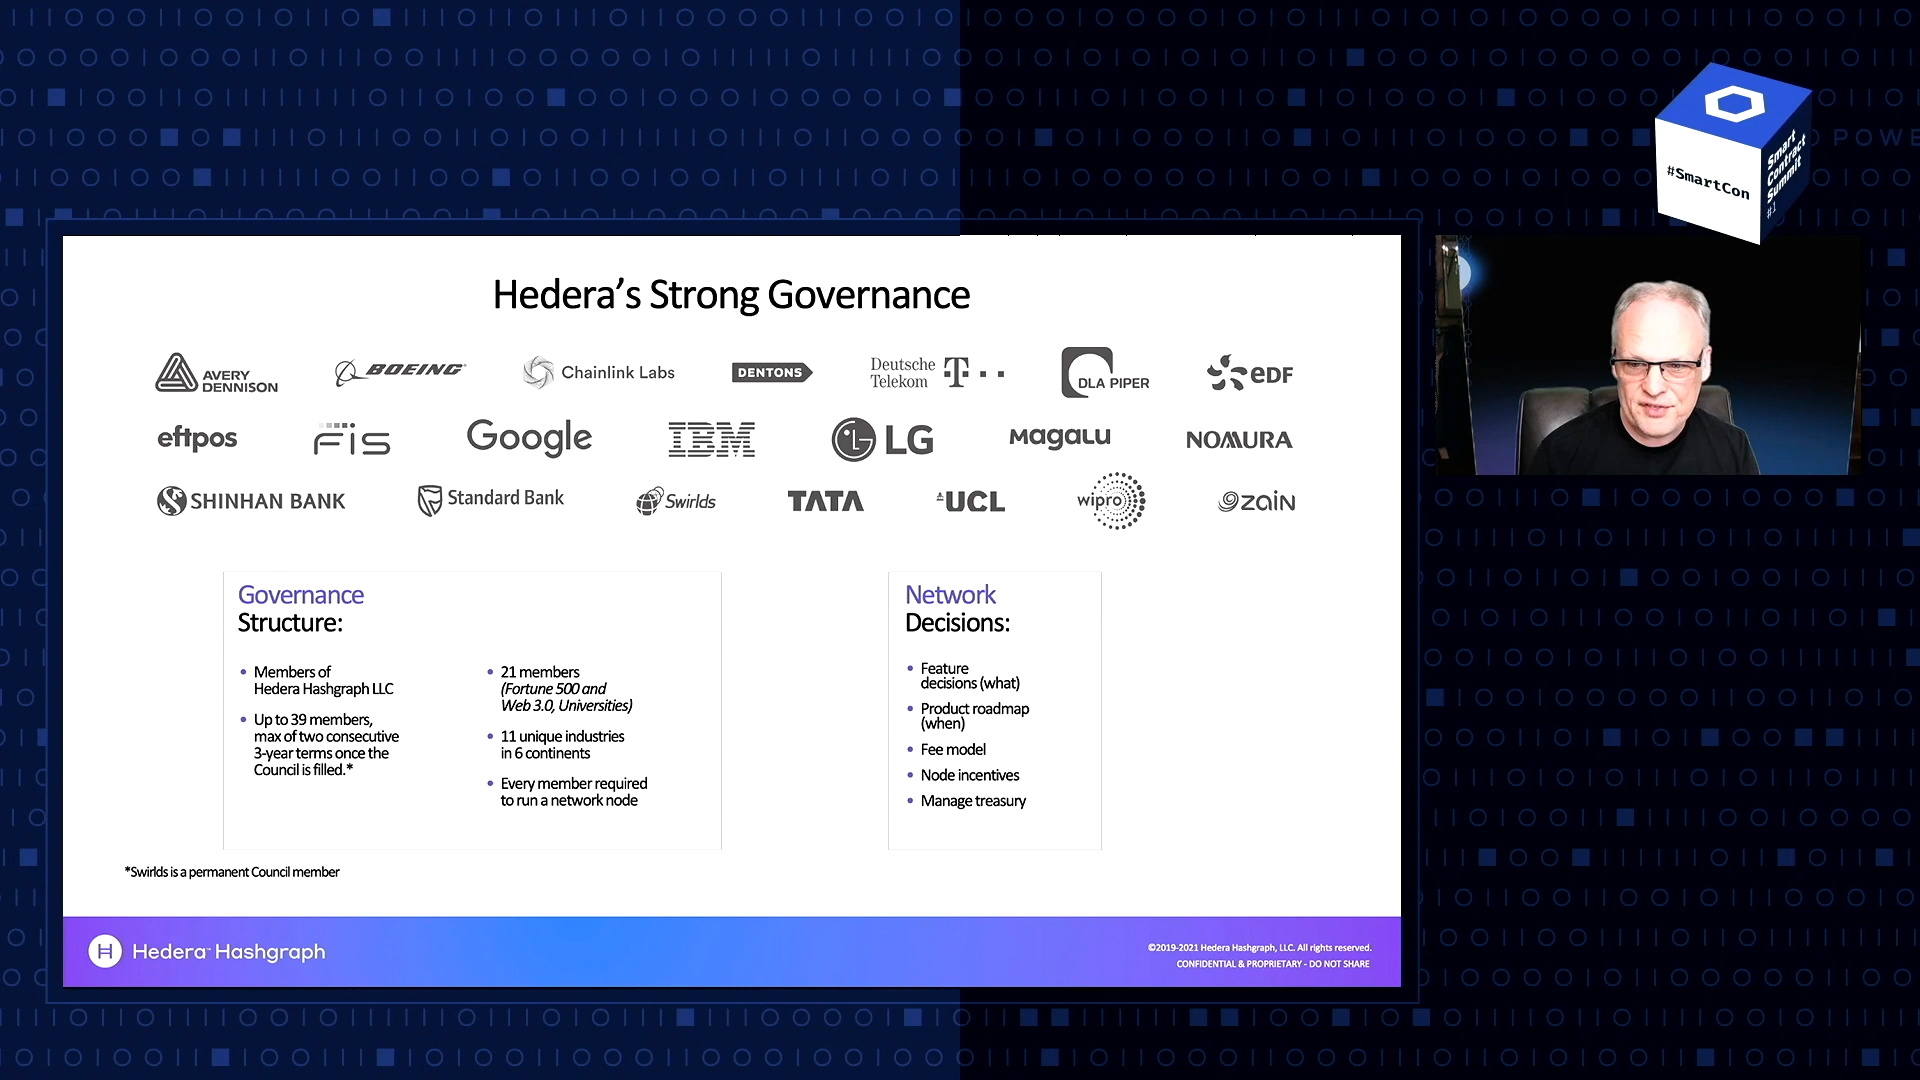 POWE
#SmartCon
Smart
Contract
Summit
#1
Hedera's Strong Governance
AVERY
DENNISON
BOEING
Chainlink Labs
DENTONS
Deutsche
Telekom
T
DLA PIPER
eDF
eftpos
FIS
Google
IBM
LG
Magalu
NOMURA
SHINHAN BANK
Standard Bank
Swirlds
TATA
UCL
wipro
zain
Governance
Structure:
• Members of
Hedera Hashgraph LLC
• Up to 39 members,
max of two consecutive
3-year terms once the
Council is filled.*
• 21 members
(Fortune 500 and
Web 3.0, Universities)
• 11 unique industries
in 6 continents
• Every member required
to run a network node
Network
Decisions:
• Feature
decisions (what)
• Product roadmap
(when)
• Fee model
• Node incentives
• Manage treasury
*Swirlds is a permanent Council member
H Hedera™ Hashgraph
©2019-2021 Hedera Hashgraph, LLC. All rights reserved.
CONFIDENTIAL & PROPRIETARY - DO NOT SHARE